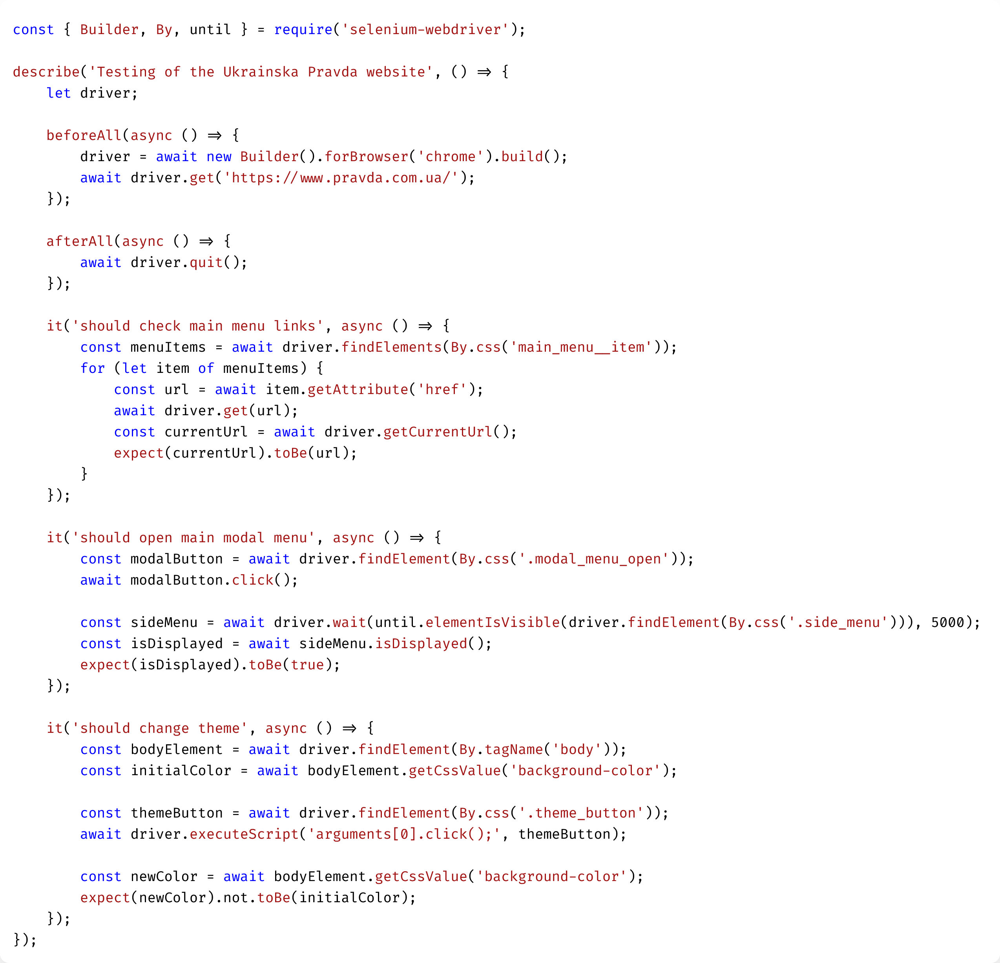 const { Builder, By, until } = require('selenium-webdriver');

describe('Testing of the Ukrainska Pravda website', () => {
    let driver;

    beforeAll(async () => {
        driver = await new Builder().forBrowser('chrome').build();
        await driver.get('https://www.pravda.com.ua/');
    });

    afterAll(async () => {
        await driver.quit();
    });

    it('should check main menu links', async () => {
        const menuItems = await driver.findElements(By.css('main_menu__item'));
        for (let item of menuItems) {
            const url = await item.getAttribute('href');
            await driver.get(url);
            const currentUrl = await driver.getCurrentUrl();
            expect(currentUrl).toBe(url);
        }
    });

    it('should open main modal menu', async () => {
        const modalButton = await driver.findElement(By.css('.modal_menu_open'));
        await modalButton.click();

        const sideMenu = await driver.wait(until.elementIsVisible(driver.findElement(By.css('.side_menu'))), 5000);
        const isDisplayed = await sideMenu.isDisplayed();
        expect(isDisplayed).toBe(true);
    });

    it('should change theme', async () => {
        const bodyElement = await driver.findElement(By.tagName('body'));
        const initialColor = await bodyElement.getCssValue('background-color');

        const themeButton = await driver.findElement(By.css('.theme_button'));
        await driver.executeScript('arguments[0].click();', themeButton);

        const newColor = await bodyElement.getCssValue('background-color');
        expect(newColor).not.toBe(initialColor);
    });
});